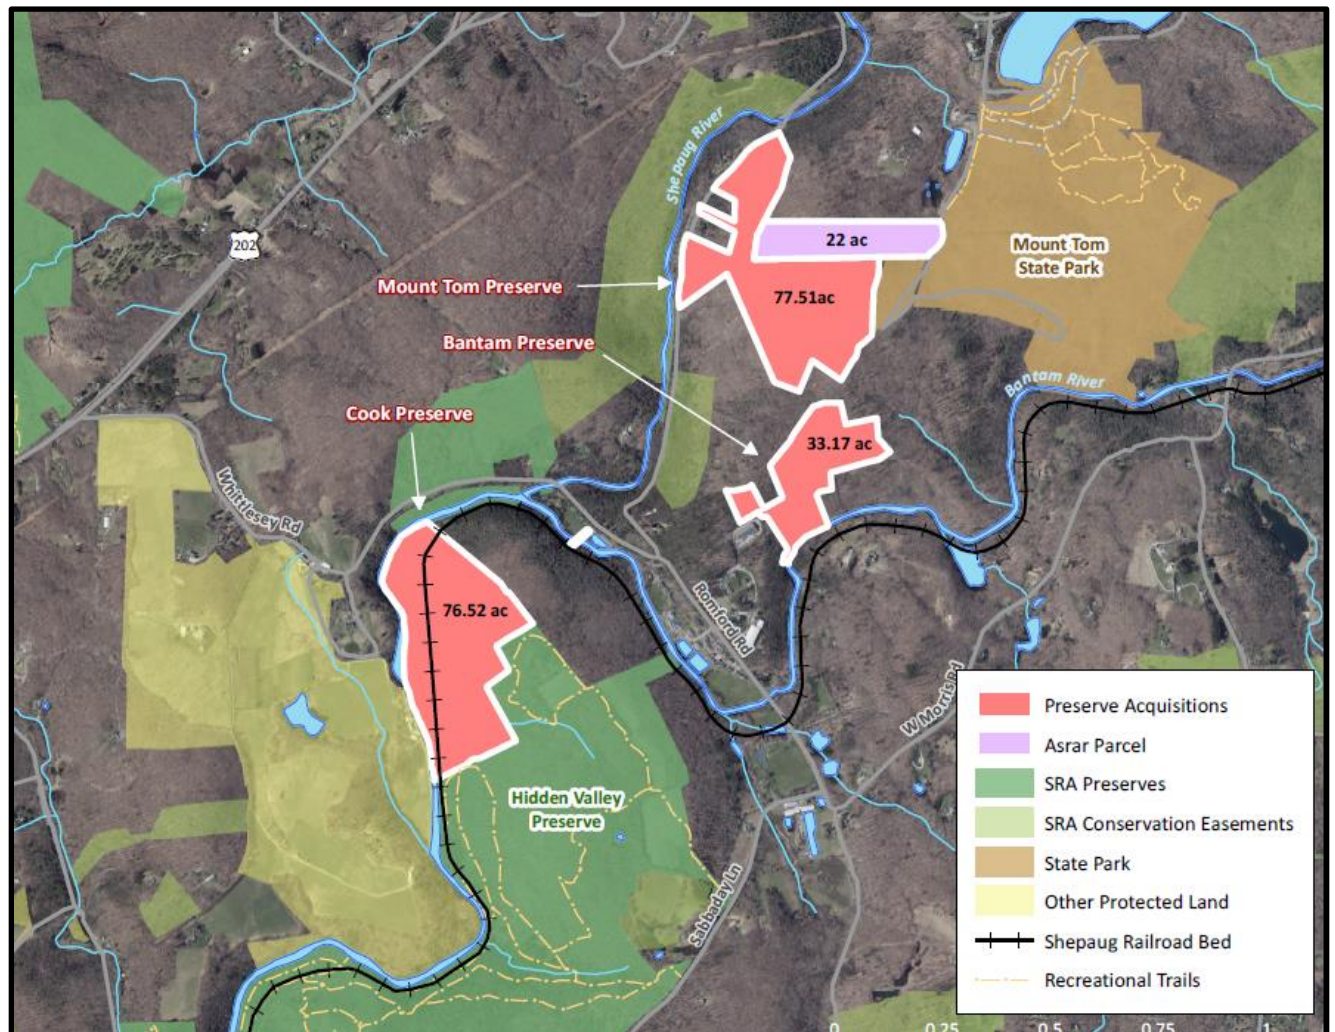 Shepaug River
202
22 ac
Mount Tom
State Park
Mount Tom Preserve
77.51ac
Bantam Preserve
Bantam River
Cook Preserve
33.17 ac
Whittlesey Rd
76.52 ac
Romford Rd
W Morris Rd
Hidden Valley
Preserve
Sabbaday Ln
Preserve Acquisitions
Asrar Parcel
SRA Preserves
SRA Conservation Easements
State Park
Other Protected Land
Shepaug Railroad Bed
Recreational Trails
0 0.25 0.5 0.75 1